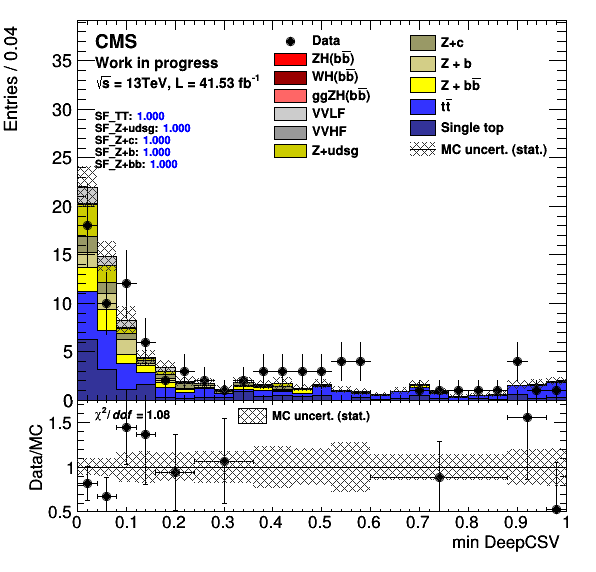 CMS
Work in progress
√s = 13TeV, L = 41.53 fb⁻¹
SF_TT: 1.000
SF_Z+udsg: 1.000
SF_Z+c: 1.000
SF_Z+b: 1.000
SF_Z+bb: 1.000
Data
ZH(bb̅)
WH(bb̅)
ggZH(bb̅)
VVLF
VVHF
Z+udsg
Z+c
Z + b
Z + bb̅
tt̅
Single top
MC uncert. (stat.)
Entries / 0.04
35
30
25
20
15
10
5
0
χ²/dof = 1.08
MC uncert. (stat.)
Data/MC
1.5
1
0.5
0 0.1 0.2 0.3 0.4 0.5 0.6 0.7 0.8 0.9 1
min DeepCSV